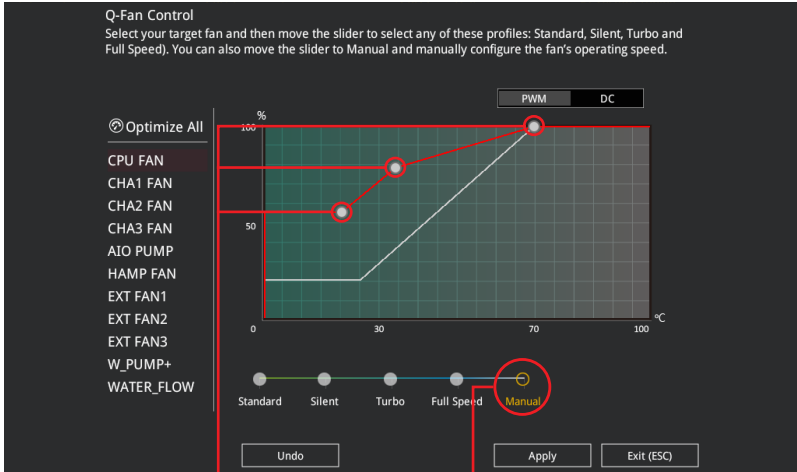 Q-Fan Control
Select your target fan and then move the slider to select any of these profiles: Standard, Silent, Turbo and
Full Speed). You can also move the slider to Manual and manually configure the fan's operating speed.
PWM DC
Optimize All
CPU FAN
CHA1 FAN
CHA2 FAN
CHA3 FAN
AIO PUMP
HAMP FAN
EXT FAN1
EXT FAN2
EXT FAN3
W_PUMP+
WATER_FLOW
%
100
50
0 30 70 100
ºC
Standard Silent Turbo Full Speed Manual
Undo Apply Exit (ESC)